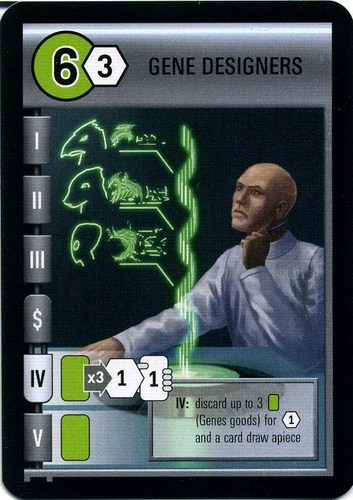 6 3 GENE DESIGNERS
I
II
III
$
IV x3 1 1
IV: discard up to 3
(Genes goods) for 1
and a card draw apiece
V